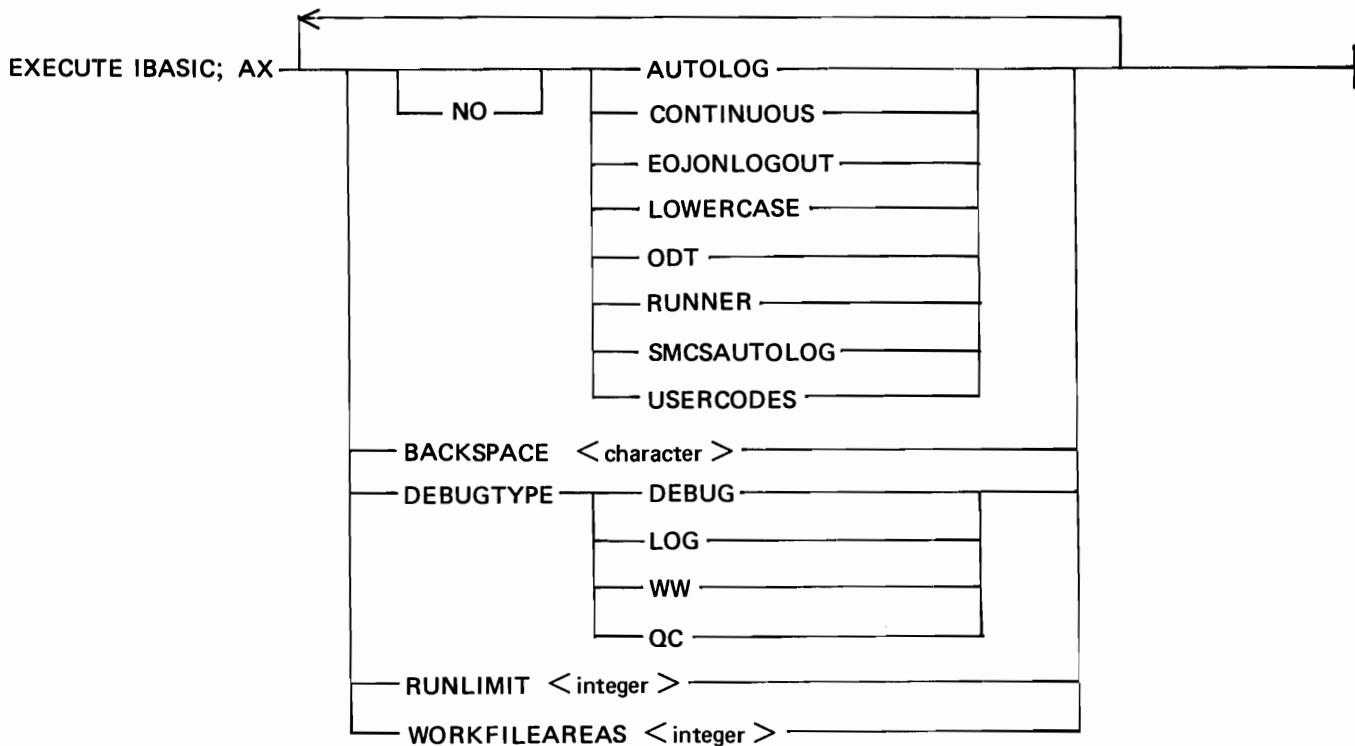 EXECUTE IBASIC; AX
AUTOLOG
NO
CONTINUOUS
EOJONLOGOUT
LOWERCASE
ODT
RUNNER
SMCSAUTOLOG
USERCODES
BACKSPACE <character>
DEBUGTYPE DEBUG
LOG
WW
QC
RUNLIMIT <integer>
WORKFILEAREAS <integer>